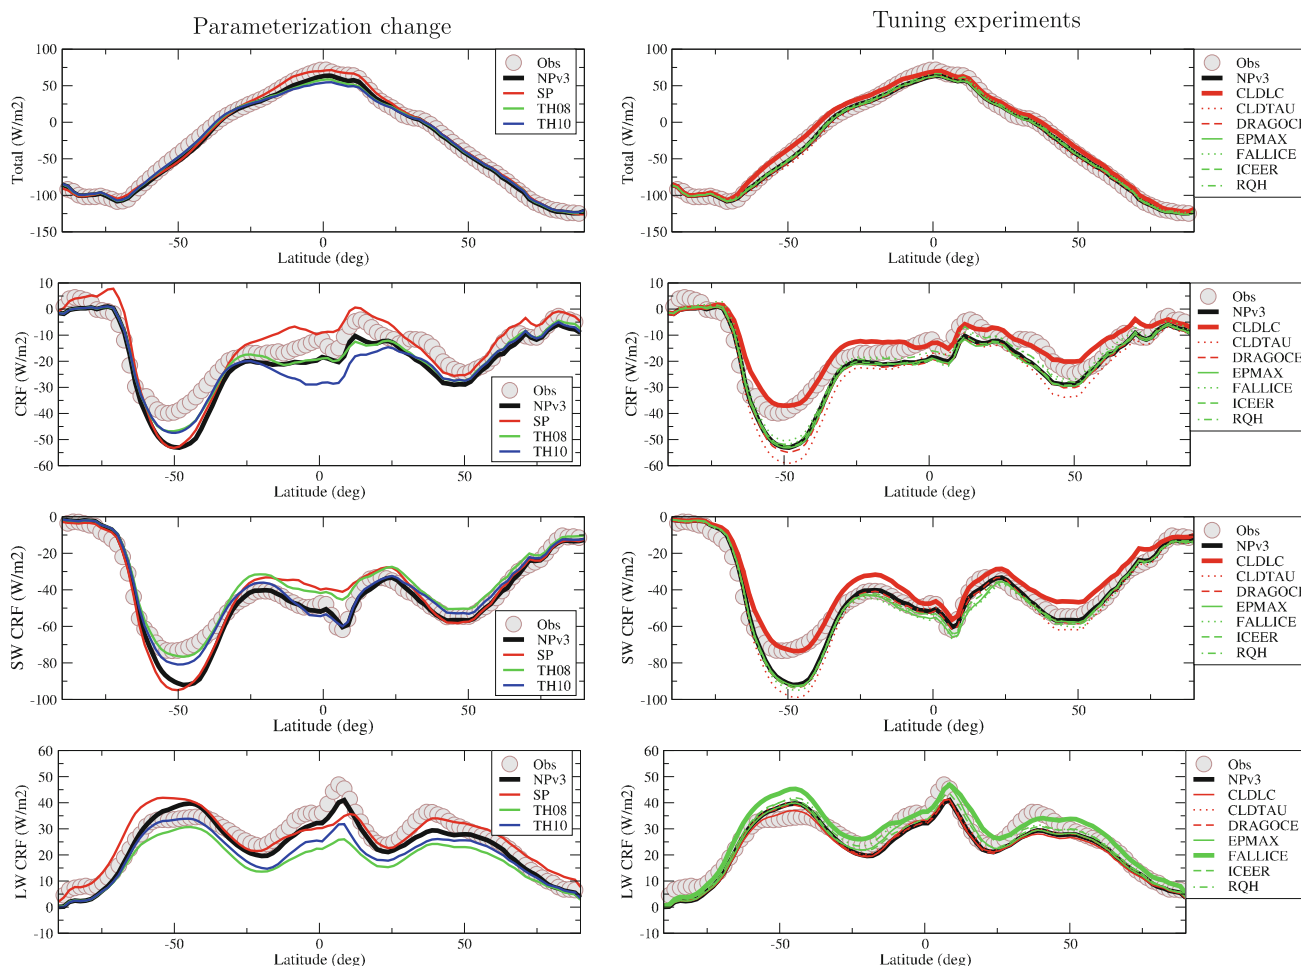 Parameterization change
Tuning experiments
100
50
0
-50
-100
-150
Total (W/m2)
-50
0
50
Latitude (deg)
Obs
NPv3
SP
TH08
TH10
100
50
0
-50
-100
-150
Total (W/m2)
-50
0
50
Latitude (deg)
Obs
NPv3
CLDLC
CLDTAU
DRAGOCE
EPMAX
FALLICE
ICEER
RQH
10
0
-10
-20
-30
-40
-50
-60
CRF (W/m2)
-50
0
50
Latitude (deg)
Obs
NPv3
SP
TH08
TH10
10
0
-10
-20
-30
-40
-50
-60
CRF (W/m2)
-50
0
50
Latitude (deg)
Obs
NPv3
CLDLC
CLDTAU
DRAGOCE
EPMAX
FALLICE
ICEER
RQH
0
-20
-40
-60
-80
-100
SW CRF (W/m2)
-50
0
50
Latitude (deg)
Obs
NPv3
SP
TH08
TH10
0
-20
-40
-60
-80
-100
SW CRF (W/m2)
-50
0
50
Latitude (deg)
Obs
NPv3
CLDLC
CLDTAU
DRAGOCE
EPMAX
FALLICE
ICEER
RQH
60
50
40
30
20
10
0
-10
LW CRF (W/m2)
-50
0
50
Latitude (deg)
Obs
NPv3
SP
TH08
TH10
60
50
40
30
20
10
0
-10
LW CRF (W/m2)
-50
0
50
Latitude (deg)
Obs
NPv3
CLDLC
CLDTAU
DRAGOCE
EPMAX
FALLICE
ICEER
RQH